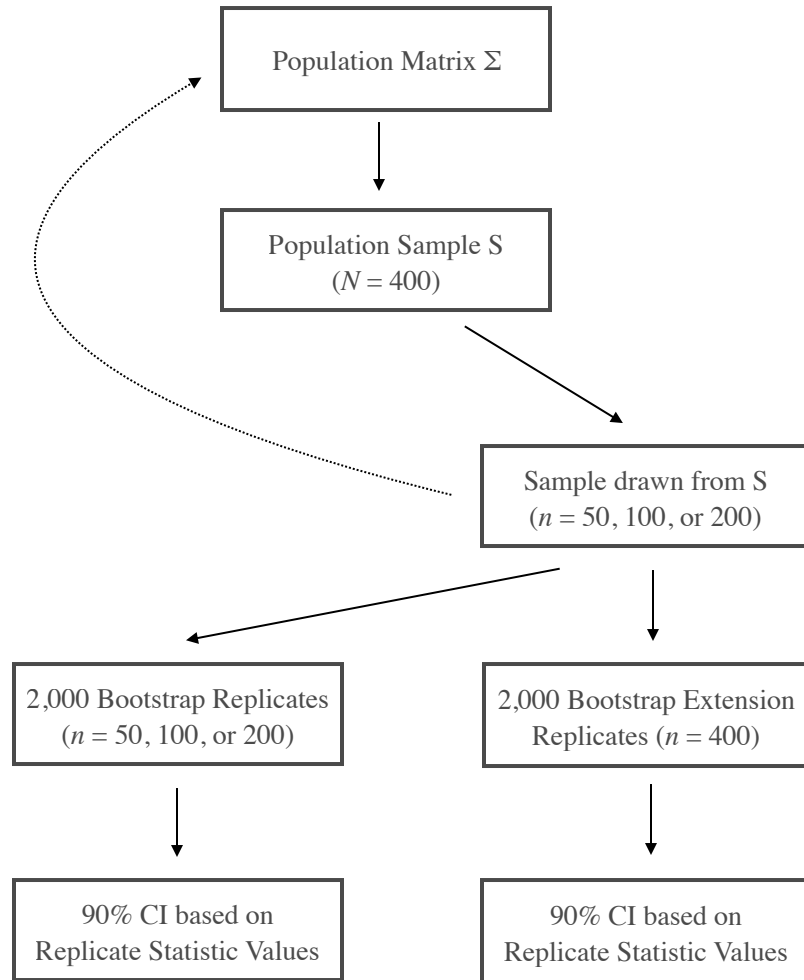 Population Matrix Σ
Population Sample S
(N = 400)
Sample drawn from S
(n = 50, 100, or 200)
2,000 Bootstrap Replicates
(n = 50, 100, or 200)
2,000 Bootstrap Extension
Replicates (n = 400)
90% CI based on
Replicate Statistic Values
90% CI based on
Replicate Statistic Values